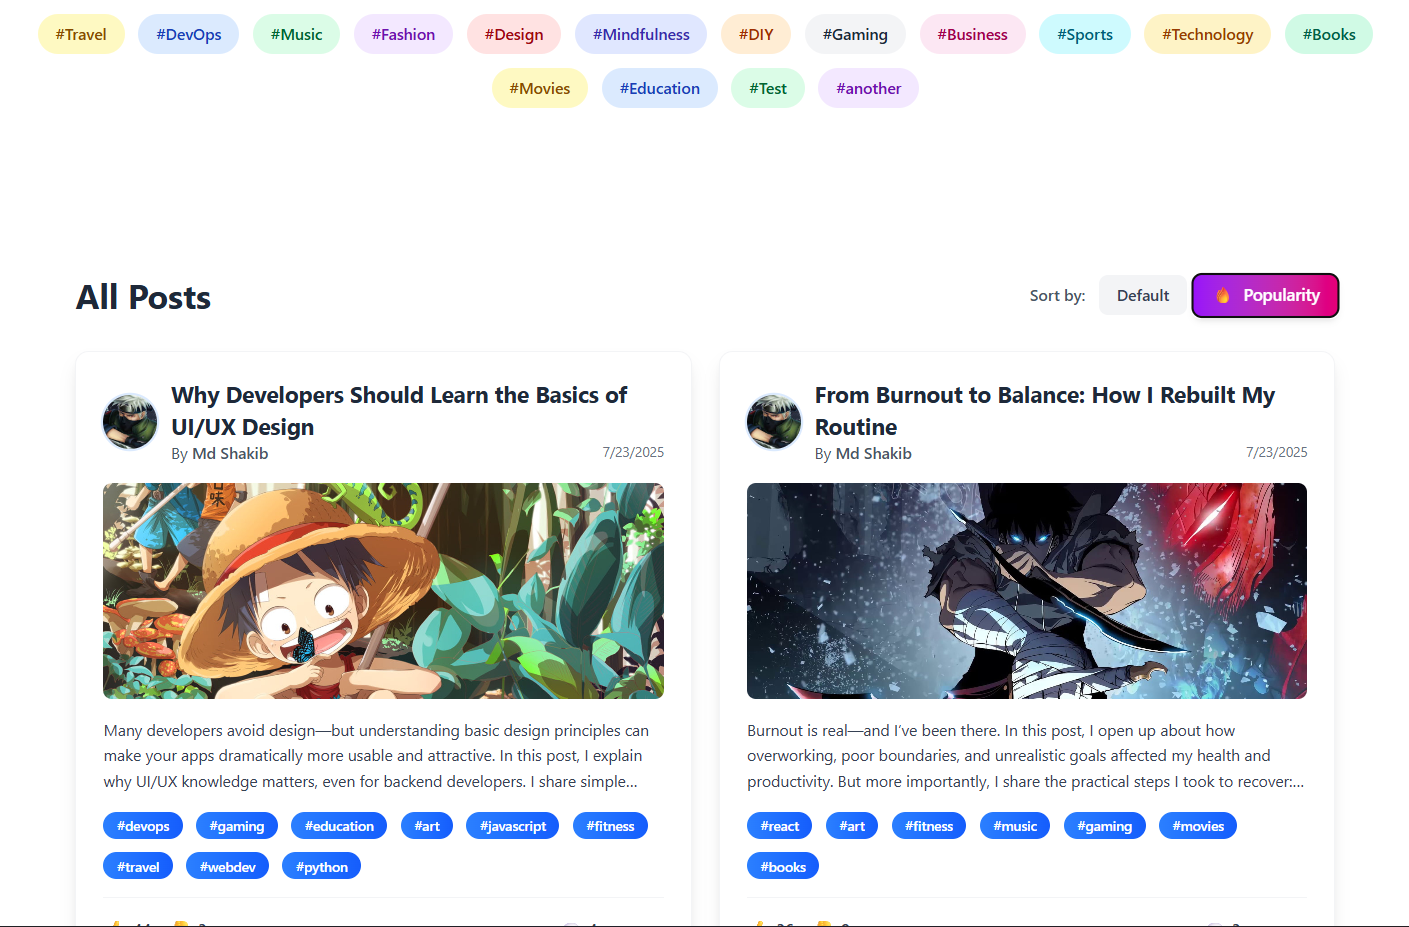 #Travel #DevOps #Music #Fashion #Design #Mindfulness #DIY #Gaming #Business #Sports #Technology #Books
#Movies #Education #Test #another
All Posts
Sort by: Default Popularity
Why Developers Should Learn the Basics of
UI/UX Design
By Md Shakib 7/23/2025
Many developers avoid design—but understanding basic design principles can
make your apps dramatically more usable and attractive. In this post, I explain
why UI/UX knowledge matters, even for backend developers. I share simple...
#devops #gaming #education #art #javascript #fitness
#travel #webdev #python
From Burnout to Balance: How I Rebuilt My
Routine
By Md Shakib 7/23/2025
Burnout is real—and I’ve been there. In this post, I open up about how
overworking, poor boundaries, and unrealistic goals affected my health and
productivity. But more importantly, I share the practical steps I took to recover:...
#react #art #fitness #music #gaming #movies
#books